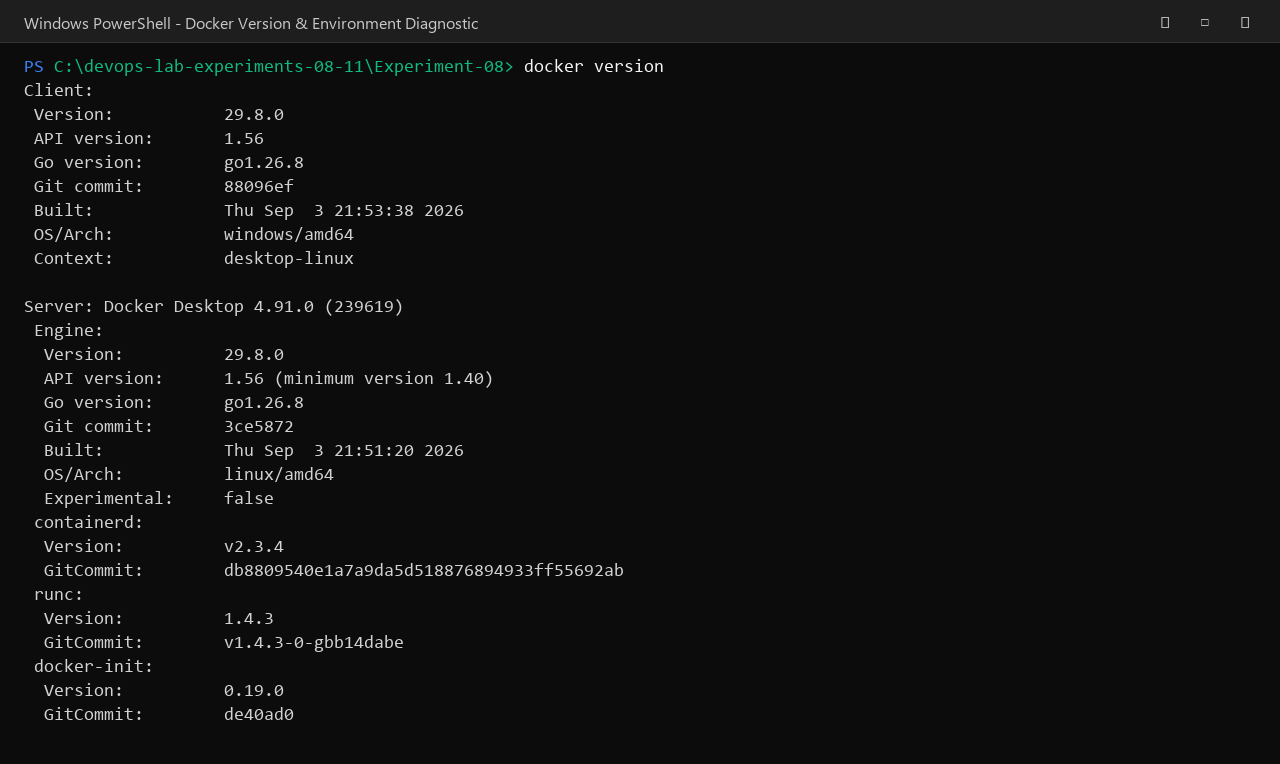 Windows PowerShell - Docker Version & Environment Diagnostic
PS C:\devops-lab-experiments-08-11\Experiment-08> docker version
Client:
 Version:           29.8.0
 API version:       1.56
 Go version:        go1.26.8
 Git commit:        88096ef
 Built:             Thu Sep  3 21:53:38 2026
 OS/Arch:           windows/amd64
 Context:           desktop-linux

Server: Docker Desktop 4.91.0 (239619)
 Engine:
  Version:          29.8.0
  API version:      1.56 (minimum version 1.40)
  Go version:       go1.26.8
  Git commit:       3ce5872
  Built:            Thu Sep  3 21:51:20 2026
  OS/Arch:          linux/amd64
  Experimental:     false
 containerd:
  Version:          v2.3.4
  GitCommit:        db8809540e1a7a9da5d518876894933ff55692ab
 runc:
  Version:          1.4.3
  GitCommit:        v1.4.3-0-gbb14dabe
 docker-init:
  Version:          0.19.0
  GitCommit:        de40ad0